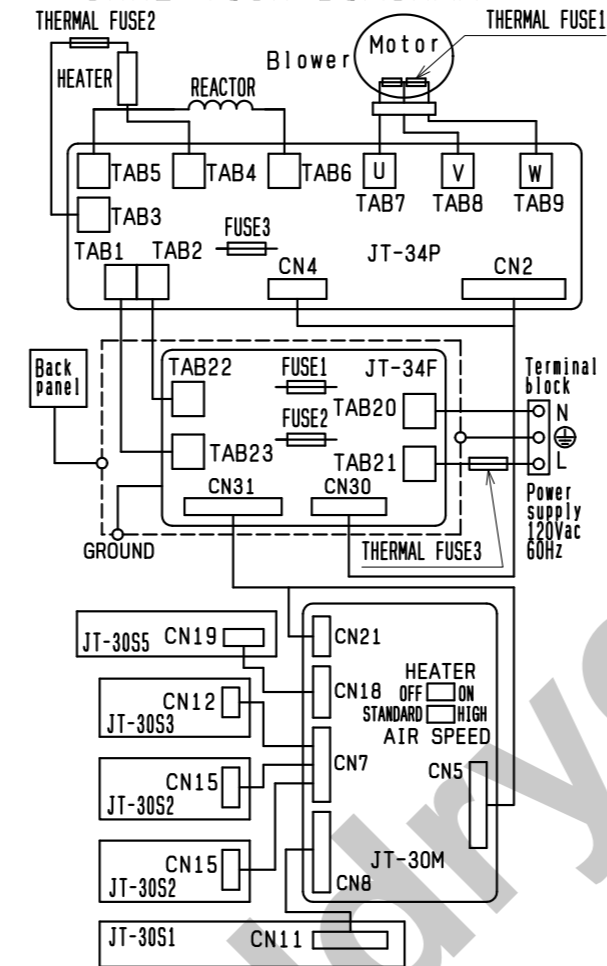 THERMAL FUSE2
THERMAL FUSE1
Blower
Motor
HEATER
REACTOR
TAB5
TAB4
TAB6
U
V
W
TAB7
TAB8
TAB9
TAB3
FUSE3
TAB1
TAB2
JT-34P
CN4
CN2
Back
panel
TAB22
FUSE1
JT-34F
Terminal
block
TAB20
N
FUSE2
TAB23
TAB21
L
CN31
CN30
Power
supply
120Vac
60Hz
GROUND
THERMAL FUSE3
JT-30S5
CN19
CN21
HEATER
CN18
OFF
ON
CN12
JT-30S3
STANDARD
HIGH
AIR SPEED
CN7
CN5
CN15
JT-30S2
CN15
JT-30S2
JT-30M
CN8
JT-30S1
CN11